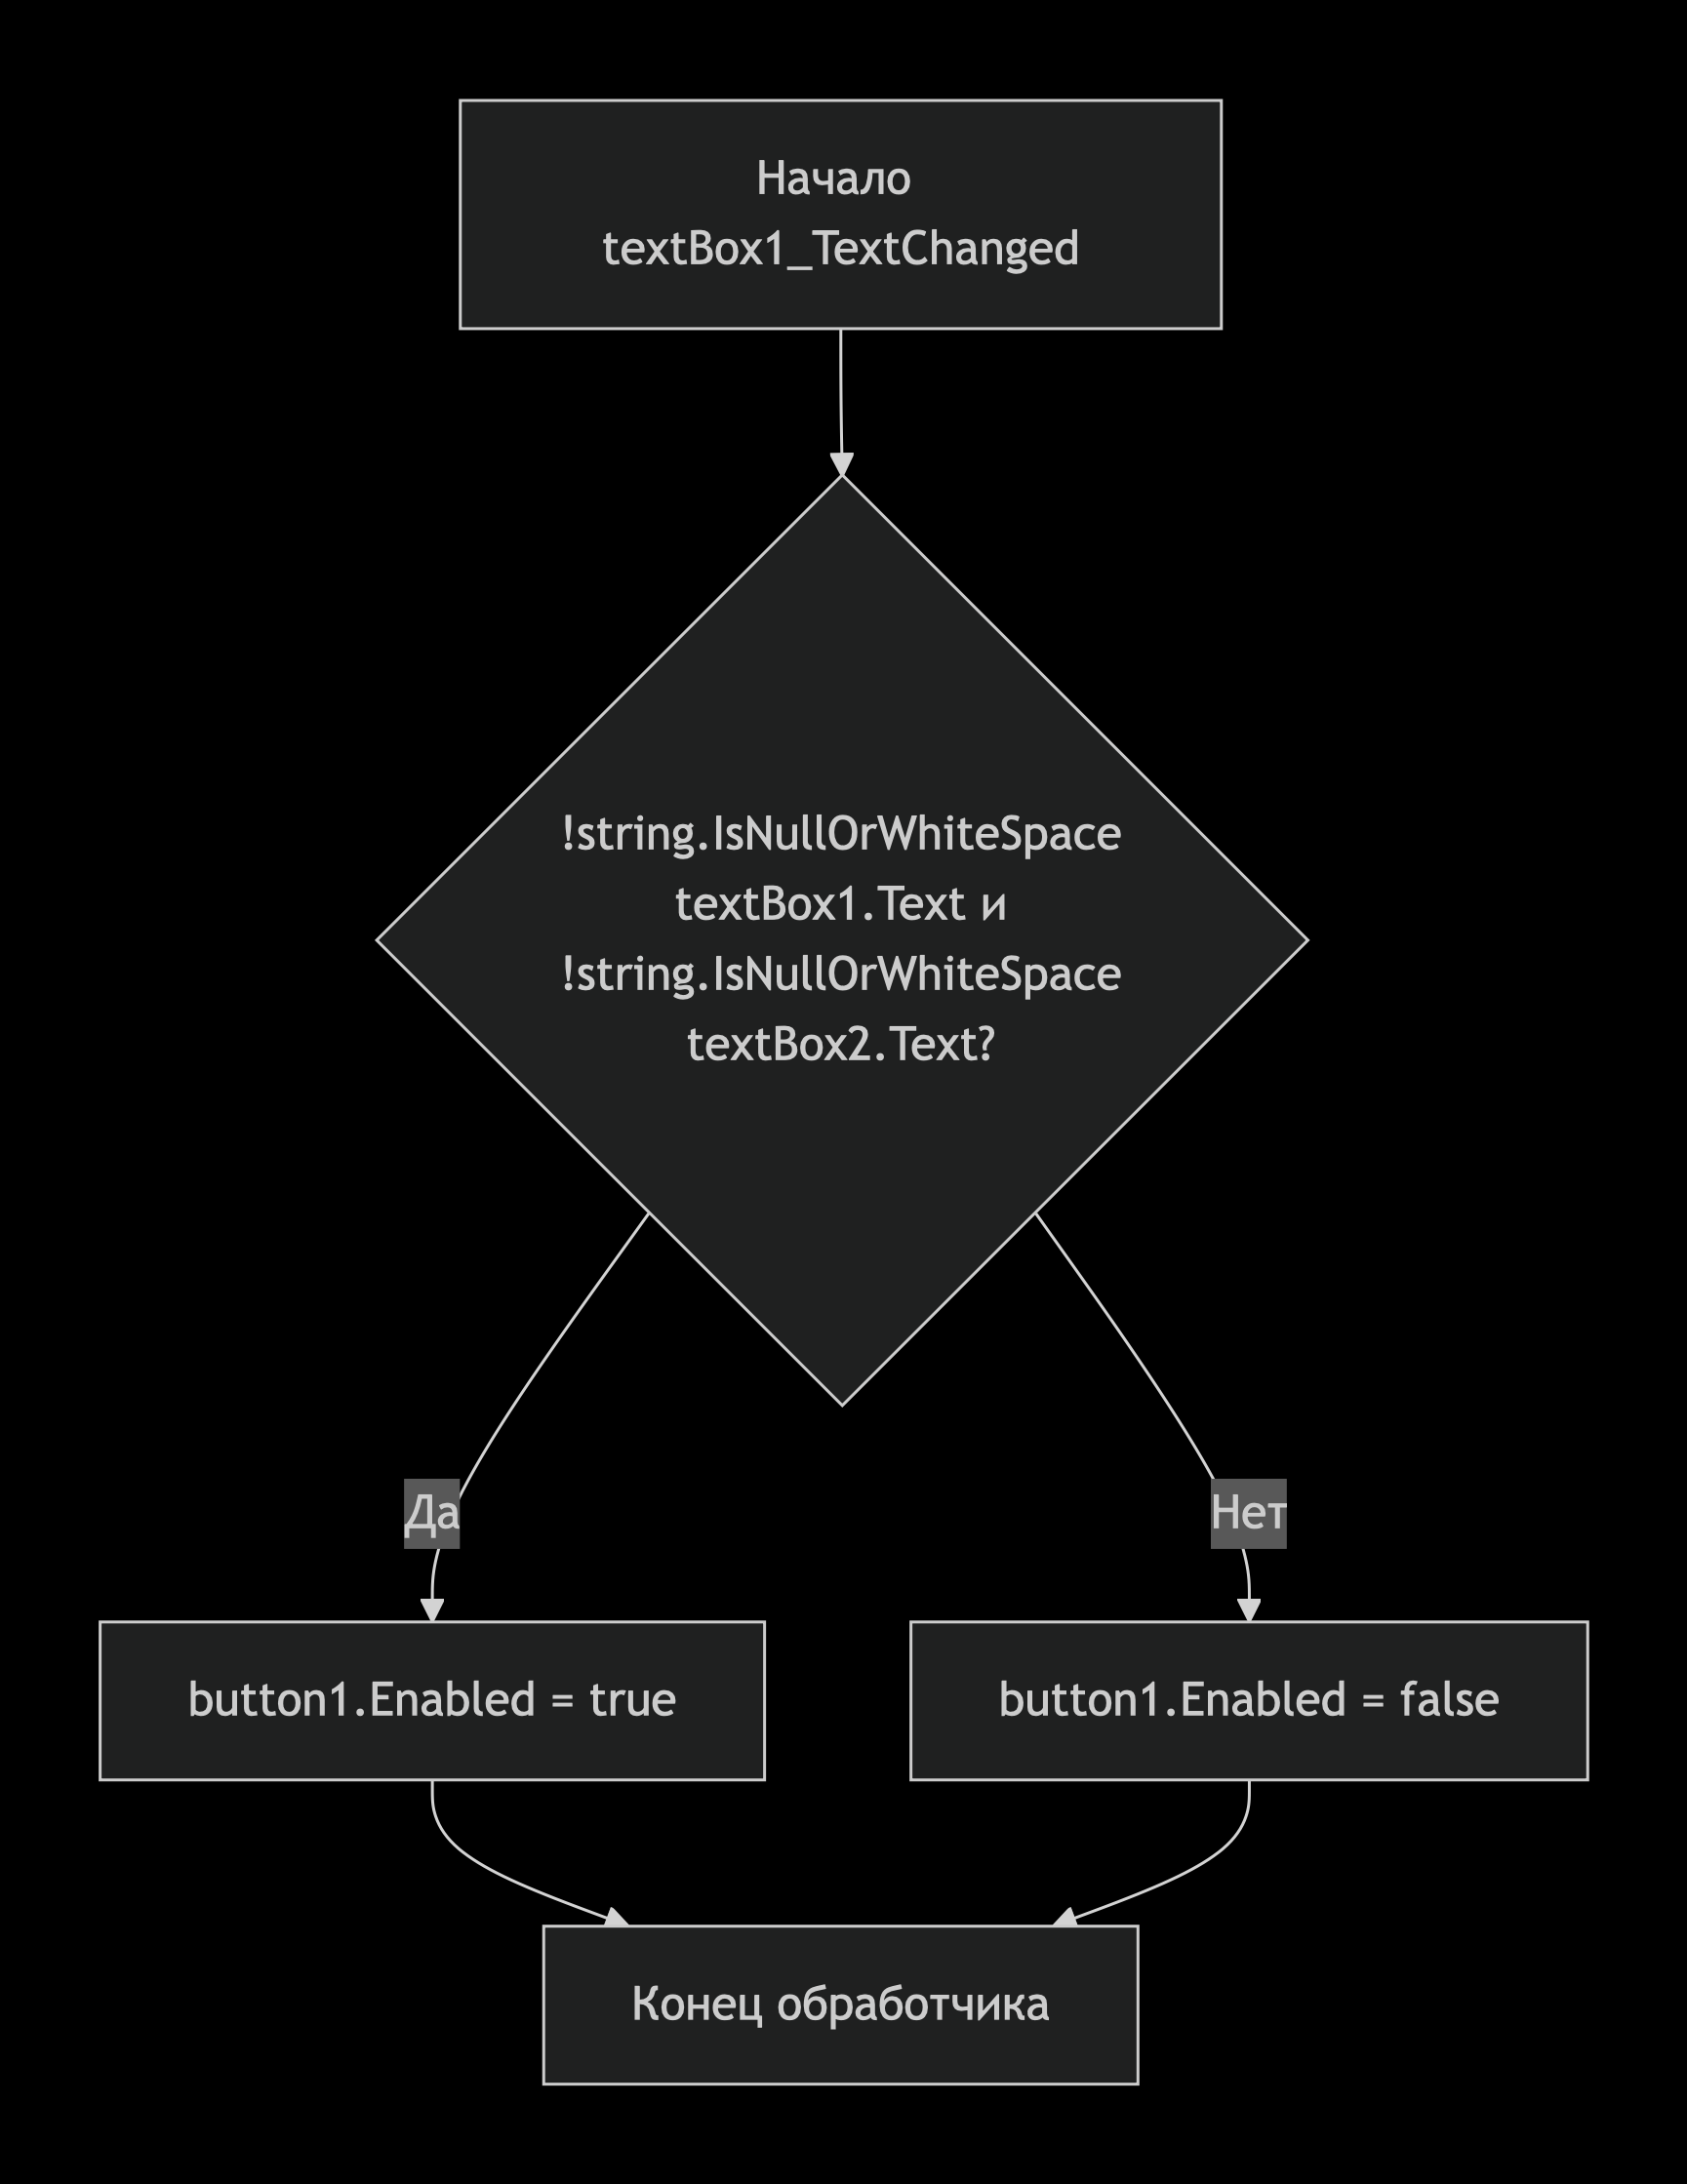 Начало
textBox1_TextChanged
!string.IsNullOrWhiteSpace
textBox1.Text и
!string.IsNullOrWhiteSpace
textBox2.Text?
Да
Нет
button1.Enabled = true
button1.Enabled = false
Конец обработчика